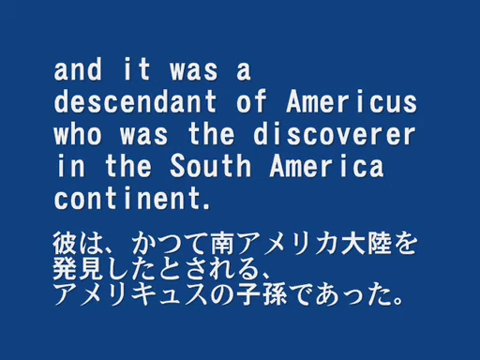 and it was a
descendant of Americus
who was the discoverer
in the South America
continent.
彼は、かつて南アメリカ大陸を
発見したとされる、
アメリキュスの子孫であった。